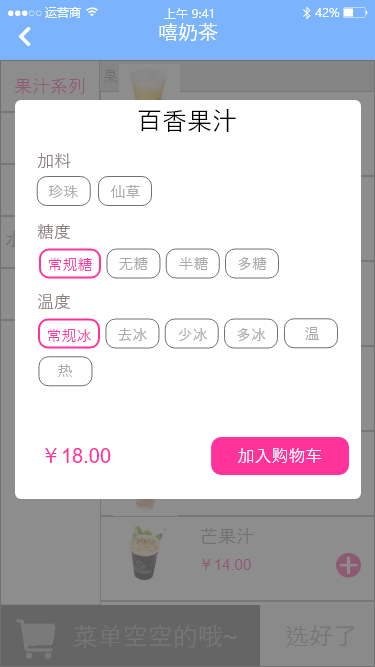 运营商 上午 9:41 42%
嘻奶茶
果汁系列
果
百香果汁
加料
珍珠 仙草
糖度
常规糖 无糖 半糖 多糖
温度
常规冰 去冰 少冰 多冰 温
热
￥18.00 加入购物车
芒果汁
￥14.00
菜单空空的哦~ 选好了